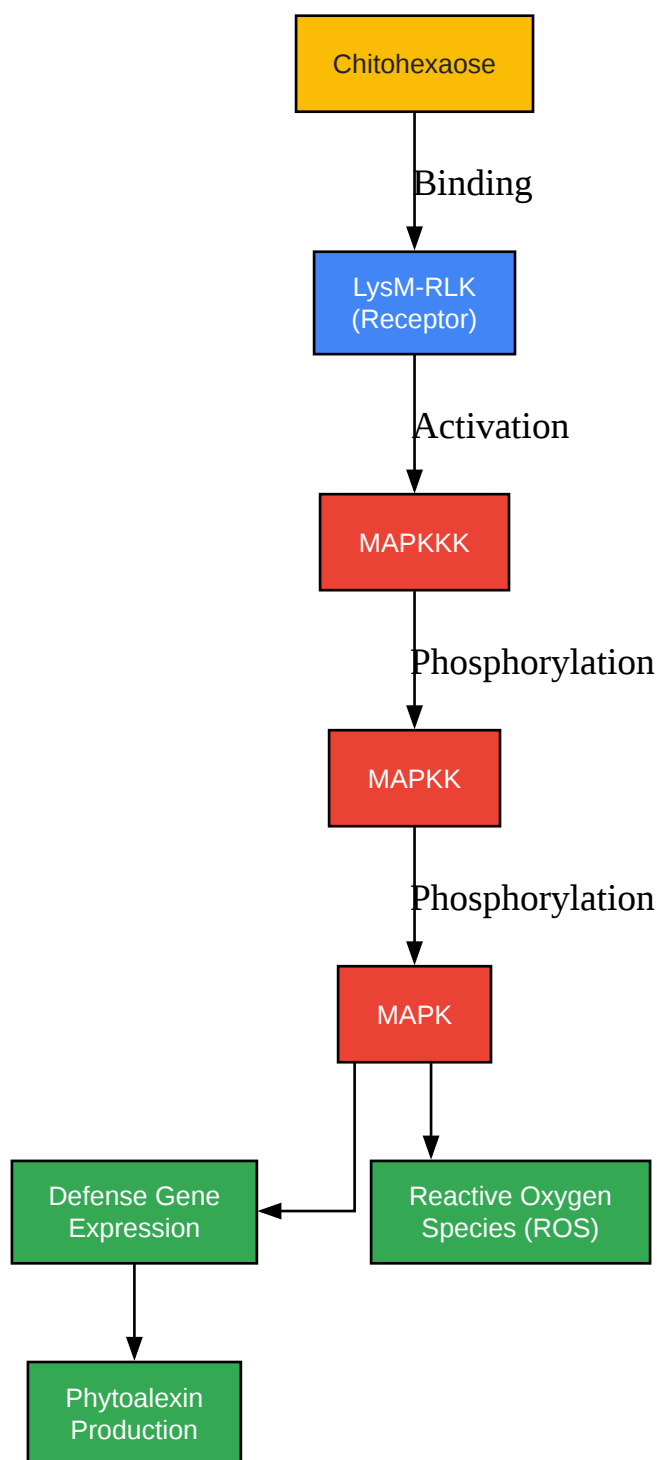 Chitohexaose
Binding
LysM-RLK
(Receptor)
Activation
MAPKKK
Phosphorylation
MAPKK
Phosphorylation
MAPK
Defense Gene
Expression
Reactive Oxygen
Species (ROS)
Phytoalexin
Production